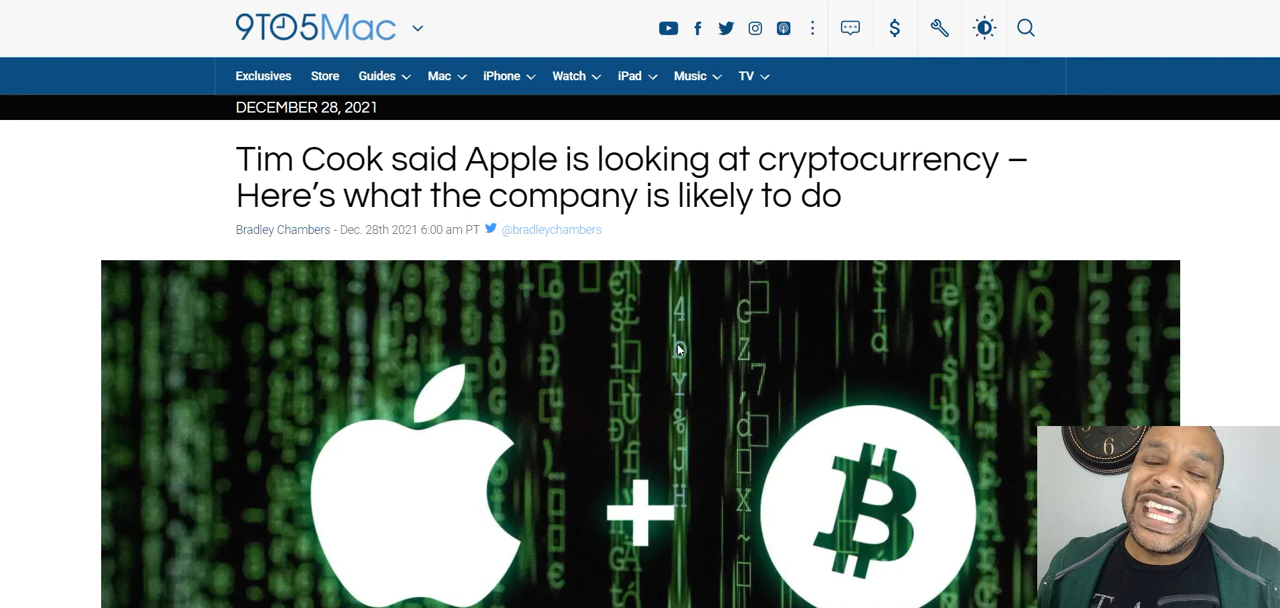 9TO5Mac
Exclusives Store Guides Mac iPhone Watch iPad Music TV
DECEMBER 28, 2021
Tim Cook said Apple is looking at cryptocurrency –
Here’s what the company is likely to do
Bradley Chambers - Dec. 28th 2021 6:00 am PT @bradleychambers